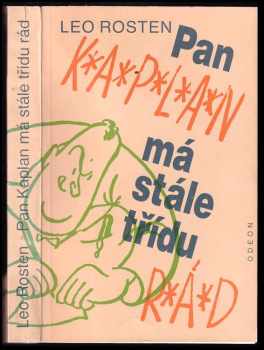 LEO ROSTEN
Pan
K*A*P*L*A*N
má
stále
třídu
R*Á*D
ODEON
Leo Rosten - Pan Kaplan má stále třídu rád